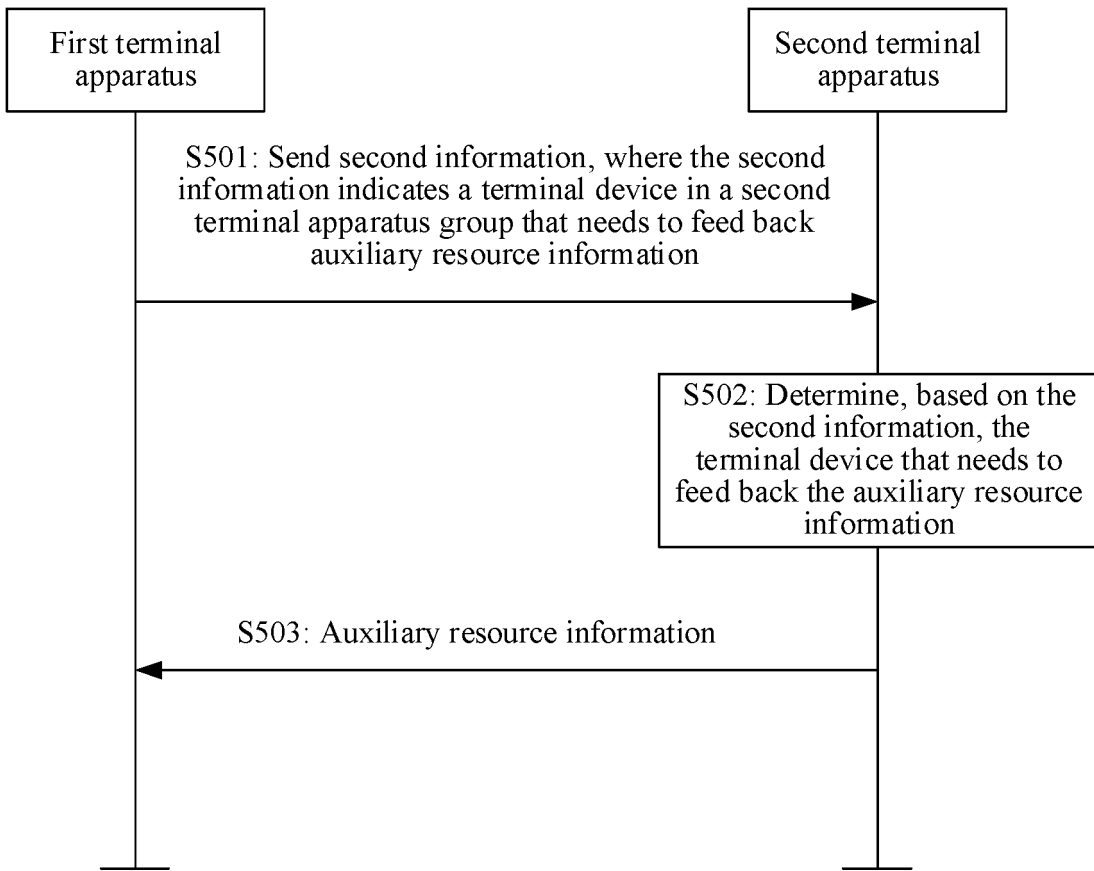 First terminal
apparatus
Second terminal
apparatus
S501: Send second information, where the second
information indicates a terminal device in a second
terminal apparatus group that needs to feed back
auxiliary resource information
S502: Determine, based on the
second information, the
terminal device that needs to
feed back the auxiliary resource
information
S503: Auxiliary resource information